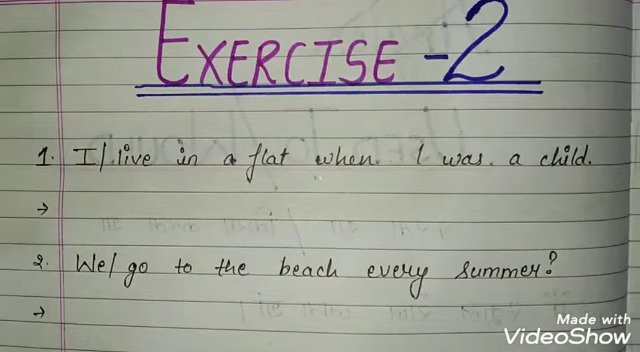 EXERCISE -2
1. I/live in a flat when I was a child.
→
2. We/go to the beach every summer?
→
Made with
VideoShow